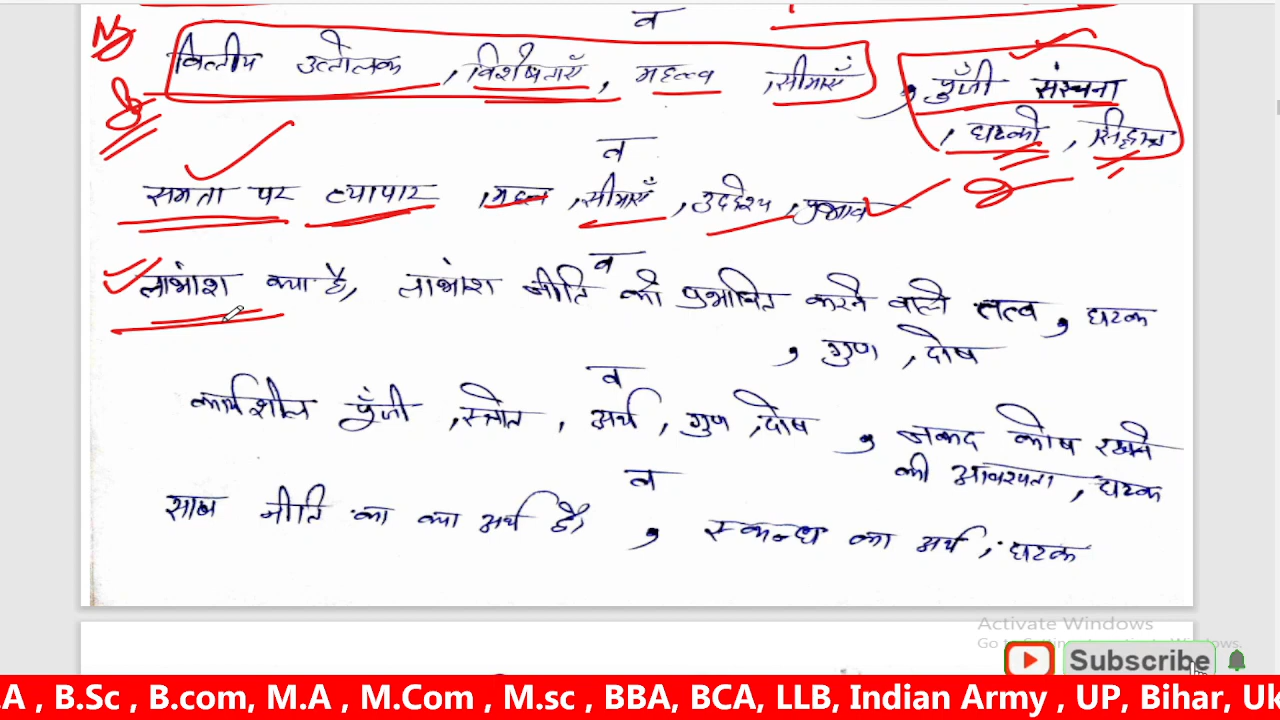 व
वित्तीय उत्तोलक , विशेषताएँ , महत्व , सीमाएँ , पूँजी संरचना
, घटको , सिद्धान्त
व
समता पर व्यापार , महत्व , सीमाएँ , उद्देश्य , प्रभाव
व
लाभांश क्या है, लाभांश नीति को प्रभावित करने वाले तत्व , घटक
, गुण , दोष
व
कार्यशील पूँजी , स्त्रोत , अर्थ , गुण , दोष , नकद कोष रखने
की आवश्यता , घटक
व
साख नीति का क्या अर्थ है, , स्कन्ध का अर्थ , घटक
Activate Windows
Subscribe
.A , B.Sc , B.com, M.A , M.Com , M.sc , BBA, BCA, LLB, Indian Army , UP, Bihar, Uk